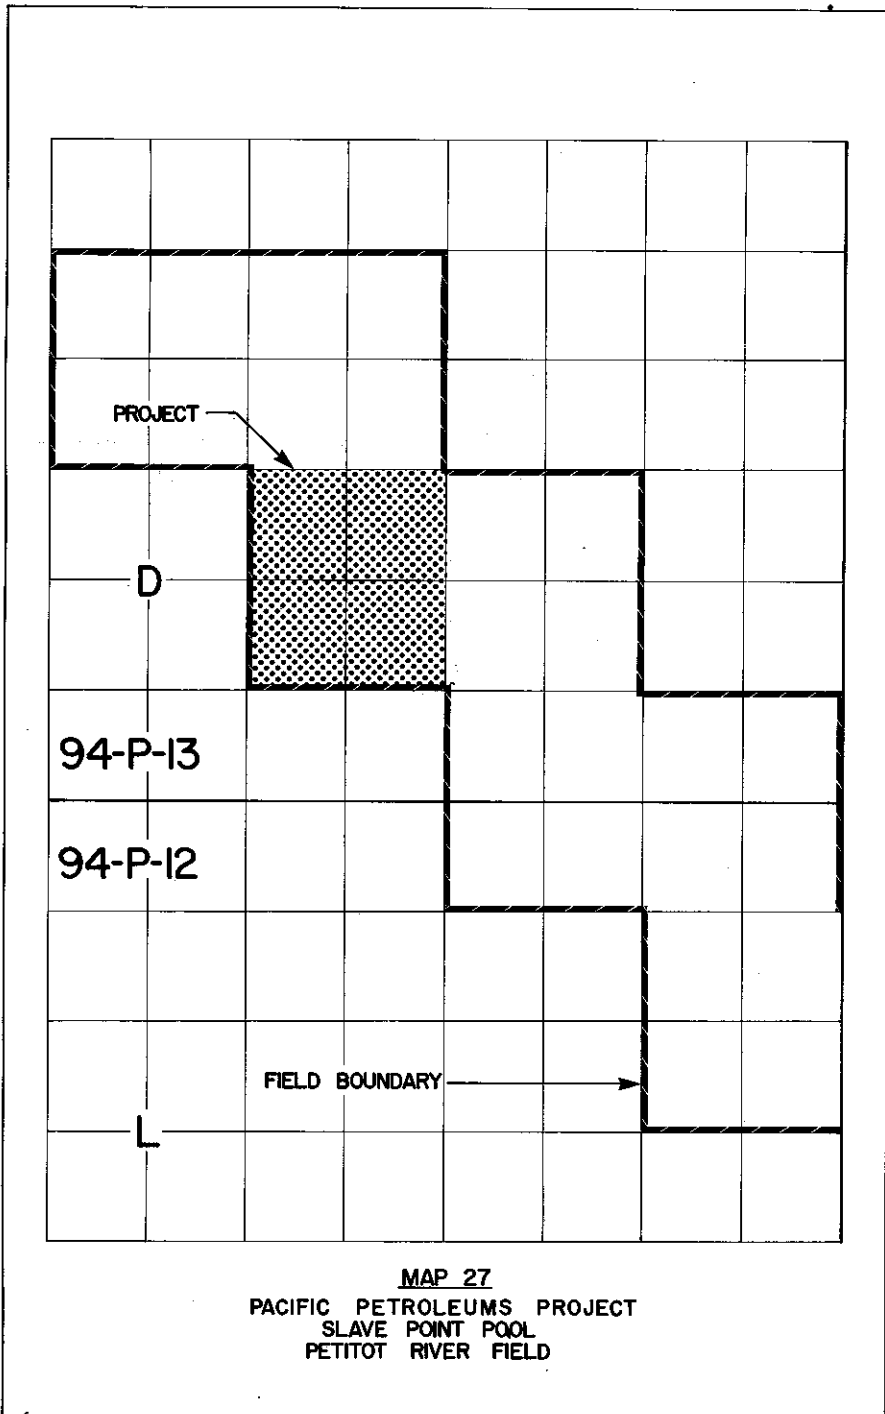 PROJECT
D
94-P-13
94-P-12
FIELD BOUNDARY
L
MAP 27
PACIFIC PETROLEUMS PROJECT
SLAVE POINT POOL
PETITOT RIVER FIELD